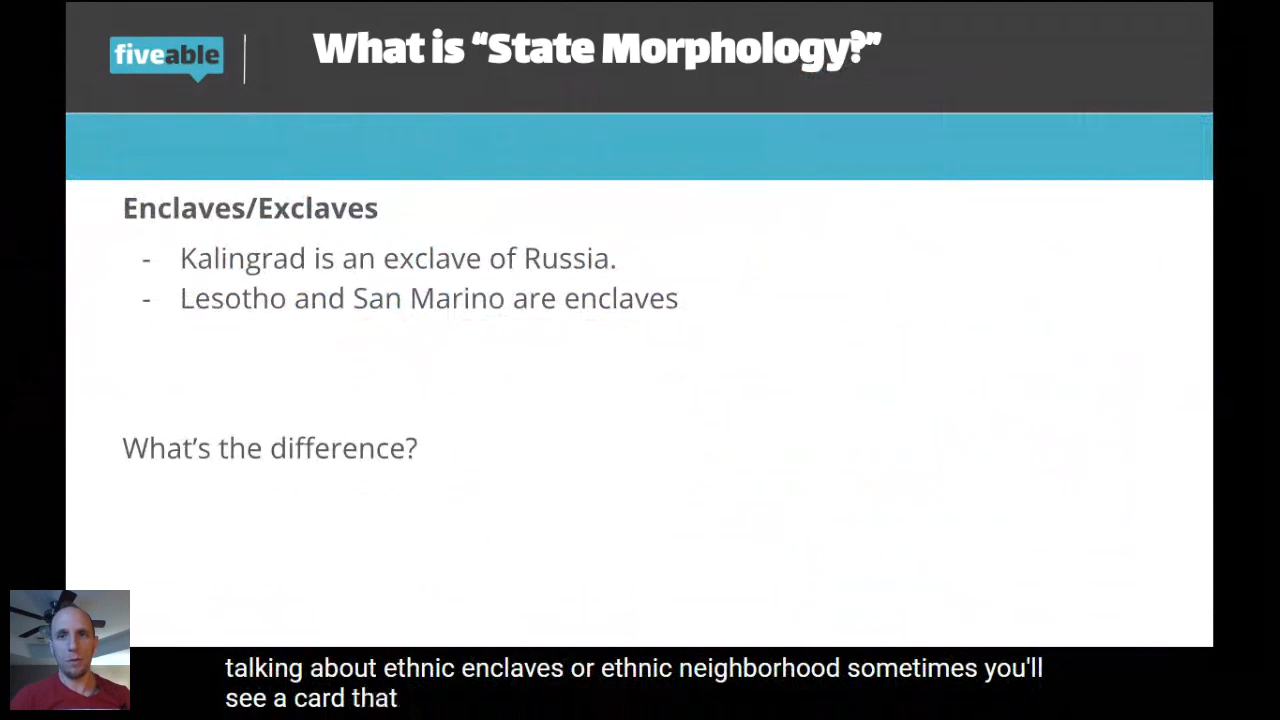 fiveable
What is “State Morphology?”
Enclaves/Exclaves
- Kalingrad is an exclave of Russia.
- Lesotho and San Marino are enclaves
What’s the difference?
talking about ethnic enclaves or ethnic neighborhood sometimes you'll
see a card that